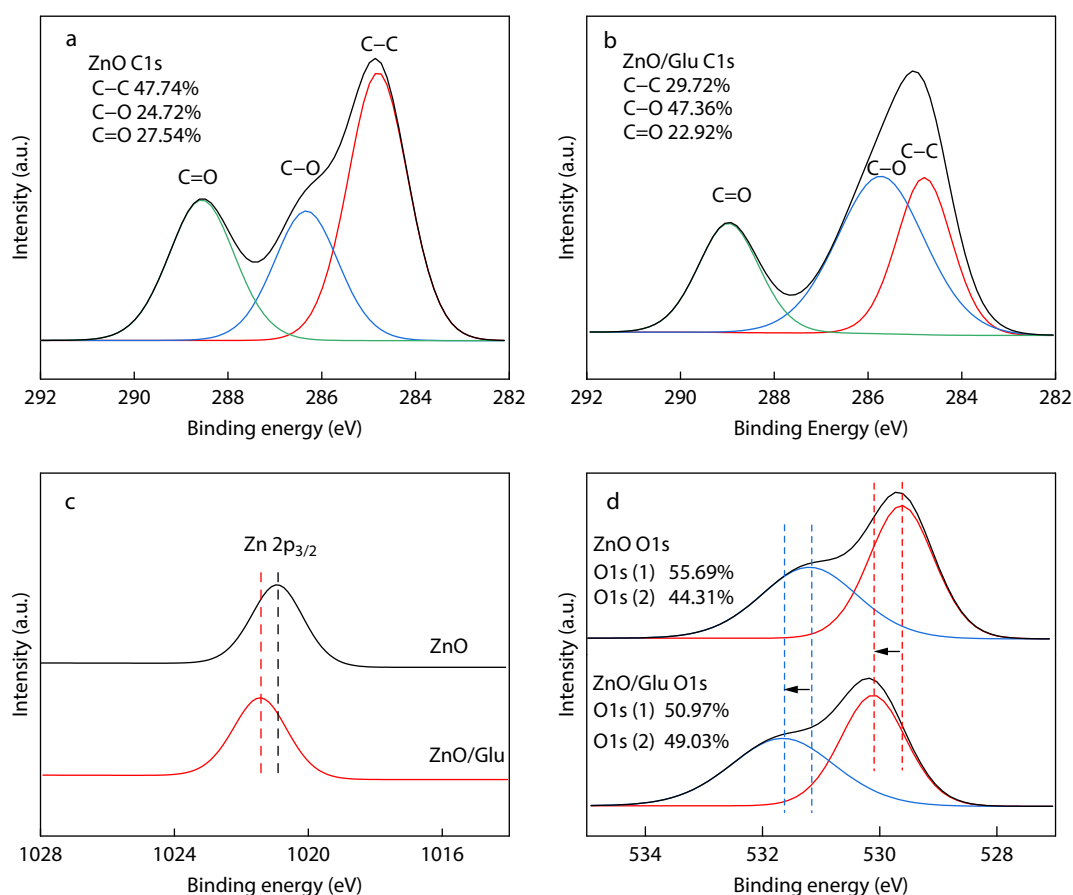 a
ZnO C1s
C−C 47.74%
C−O 24.72%
C=O 27.54%
C=O
C−O
C−C
Intensity (a.u.)
292 290 288 286 284 282
Binding energy (eV)
b
ZnO/Glu C1s
C−C 29.72%
C−O 47.36%
C=O 22.92%
C=O
C−O
C−C
Intensity (a.u.)
292 290 288 286 284 282
Binding Energy (eV)
c
Zn 2p3/2
ZnO
ZnO/Glu
Intensity (a.u.)
1028 1024 1020 1016
Binding energy (eV)
d
ZnO O1s
O1s (1) 55.69%
O1s (2) 44.31%
ZnO/Glu O1s
O1s (1) 50.97%
O1s (2) 49.03%
Intensity (a.u.)
534 532 530 528
Binding energy (eV)